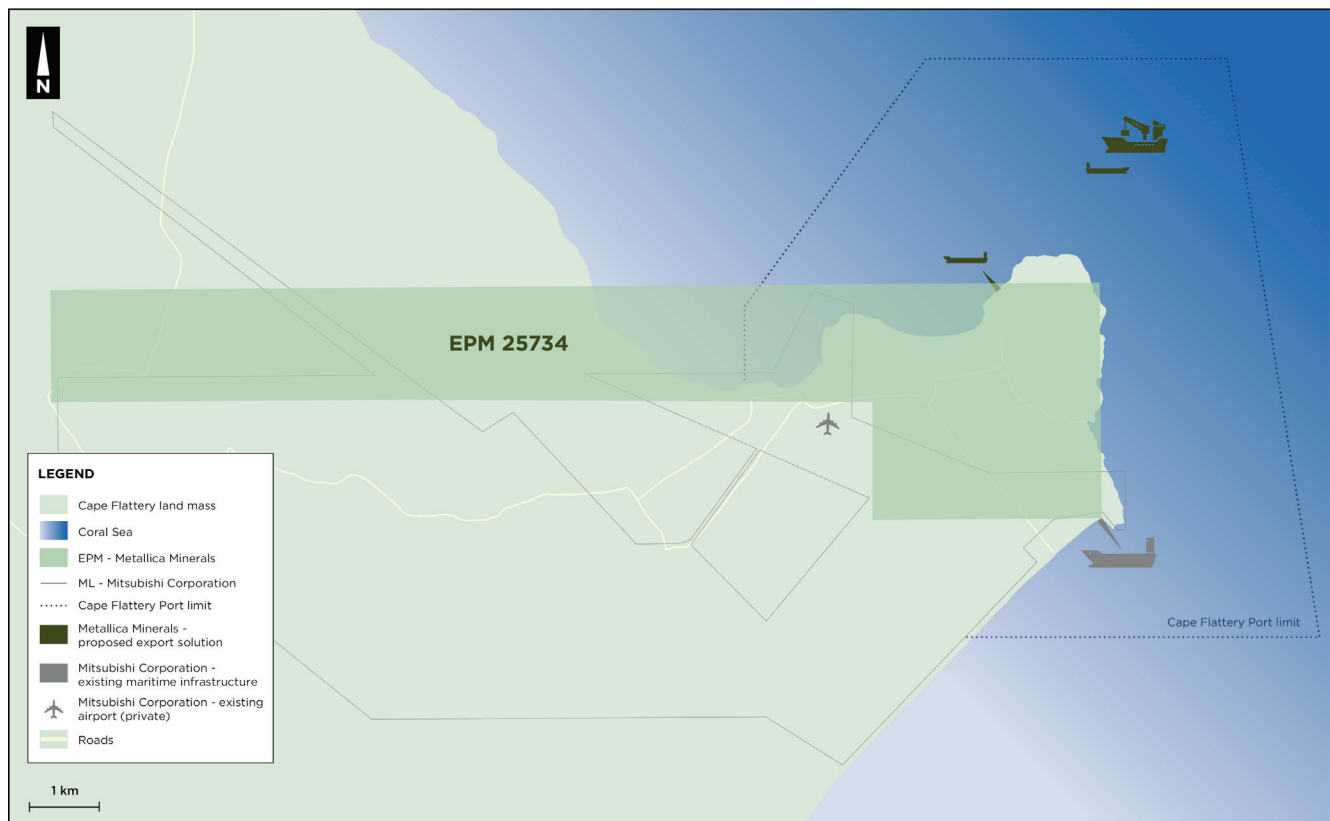 N
EPM 25734
LEGEND
Cape Flattery land mass
Coral Sea
EPM - Metallica Minerals
ML - Mitsubishi Corporation
Cape Flattery Port limit
Metallica Minerals -
proposed export solution
Mitsubishi Corporation -
existing maritime infrastructure
Mitsubishi Corporation - existing
airport (private)
Roads
1 km
Cape Flattery Port limit